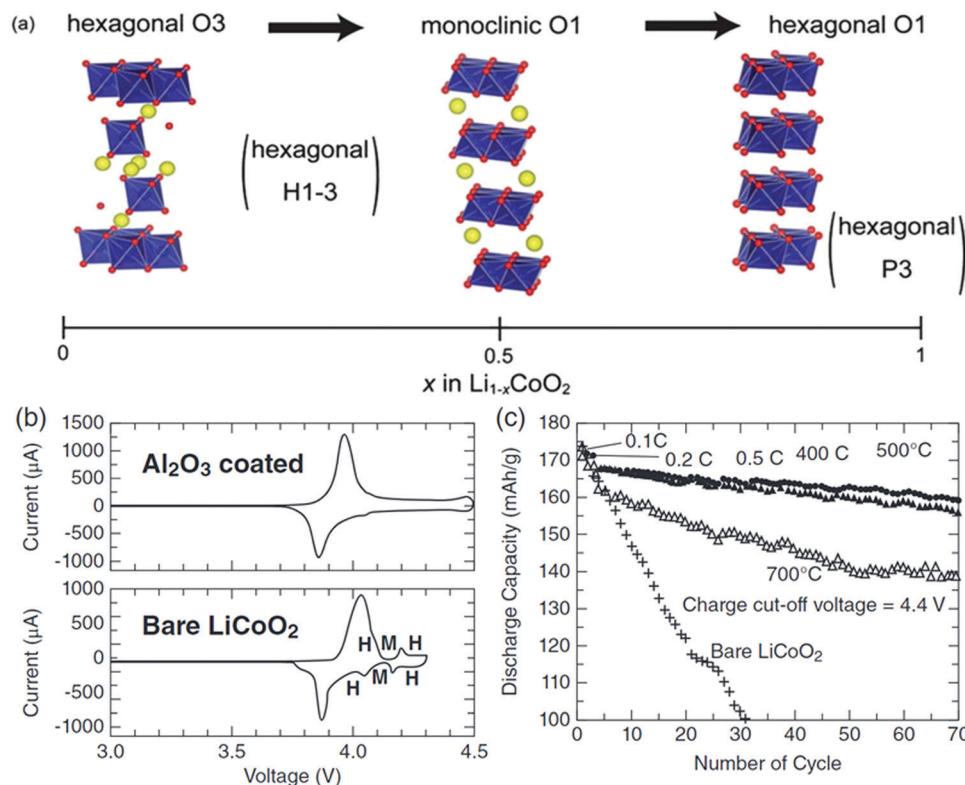 (a) hexagonal O3 monoclinic O1 hexagonal O1
(hexagonal
H1-3)
(hexagonal
P3)
0 0.5 1
x in Li₁₋ₓCoO₂
(b)
1500
1000
500
0
-500
-1000
Current (μA)
Al₂O₃ coated
1000
500
0
-500
-1000
Current (μA)
Bare LiCoO₂
H M H
H M H
3.0 3.5 4.0 4.5
Voltage (V)
(c)
180
170
160
150
140
130
120
110
100
Discharge Capacity (mAh/g)
0.1C
0.2 C 0.5 C 400 C 500°C
700°C
Charge cut-off voltage = 4.4 V
Bare LiCoO₂
0 10 20 30 40 50 60 70
Number of Cycle